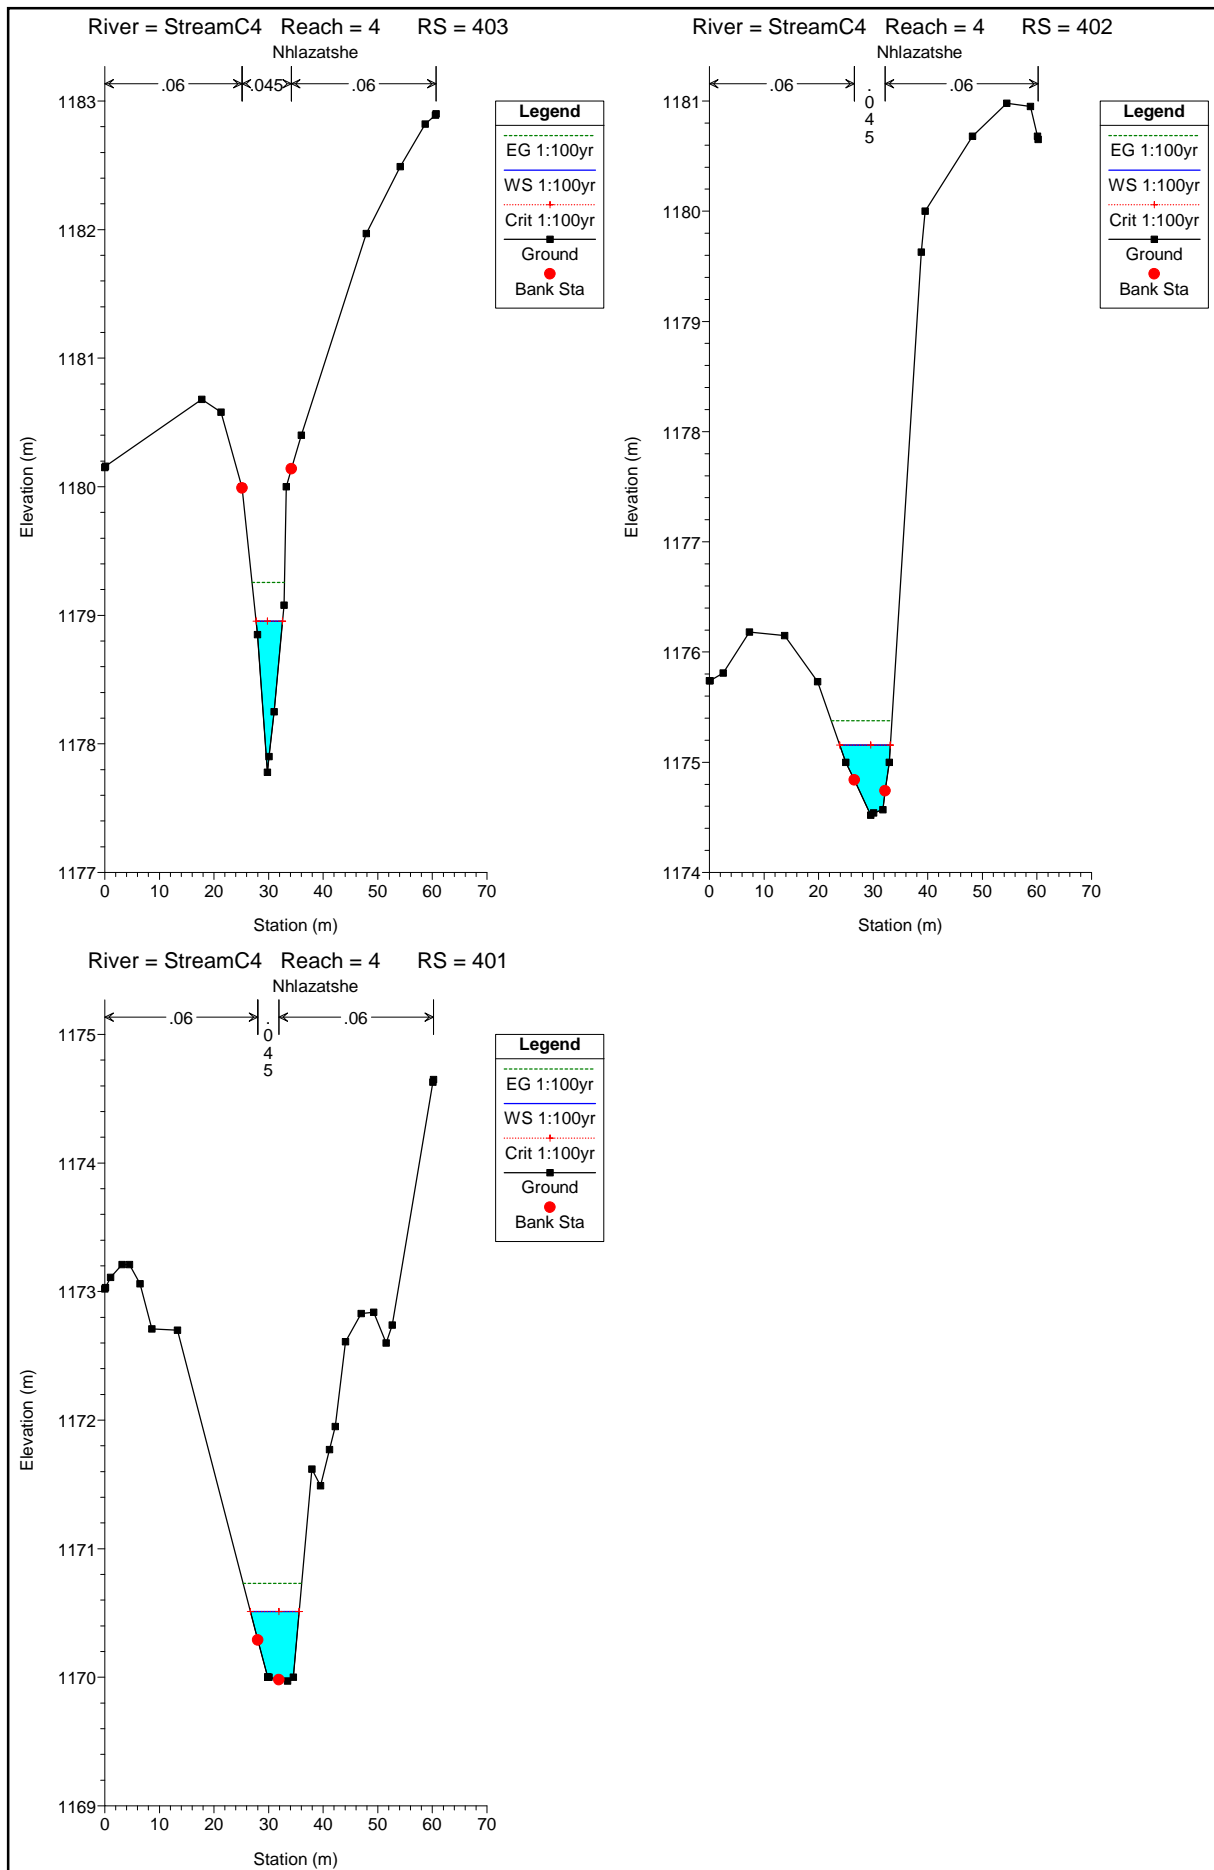 River = StreamC4 Reach = 4 RS = 403
Nhlazatshe
.06 .045 .06
1183
1182
1181
1180
1179
1178
1177
Elevation (m)
0 10 20 30 40 50 60 70
Station (m)
Legend
EG 1:100yr
WS 1:100yr
Crit 1:100yr
Ground
Bank Sta
River = StreamC4 Reach = 4 RS = 402
Nhlazatshe
.06 .045 .06
1181
1180
1179
1178
1177
1176
1175
1174
Elevation (m)
0 10 20 30 40 50 60 70
Station (m)
Legend
EG 1:100yr
WS 1:100yr
Crit 1:100yr
Ground
Bank Sta
River = StreamC4 Reach = 4 RS = 401
Nhlazatshe
.06 .045 .06
1175
1174
1173
1172
1171
1170
1169
Elevation (m)
0 10 20 30 40 50 60 70
Station (m)
Legend
EG 1:100yr
WS 1:100yr
Crit 1:100yr
Ground
Bank Sta